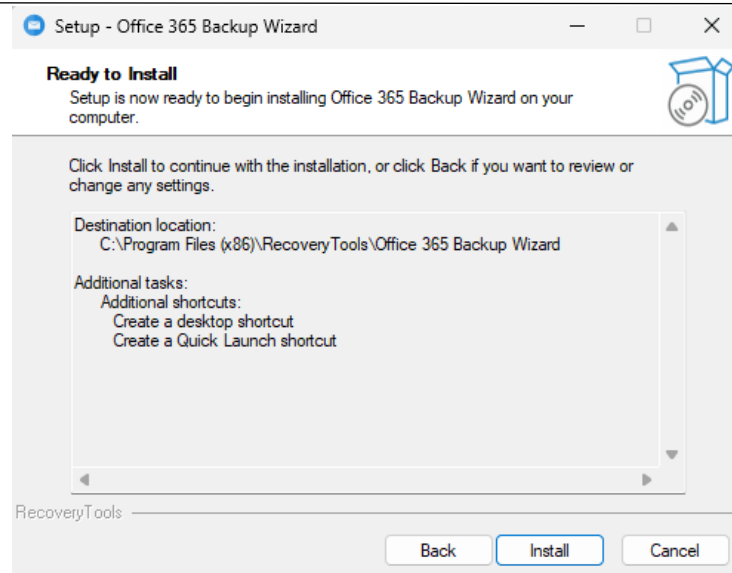 Setup - Office 365 Backup Wizard
Ready to Install
Setup is now ready to begin installing Office 365 Backup Wizard on your
computer.
Click Install to continue with the installation, or click Back if you want to review or
change any settings.
Destination location:
C:\Program Files (x86)\RecoveryTools\Office 365 Backup Wizard
Additional tasks:
Additional shortcuts:
Create a desktop shortcut
Create a Quick Launch shortcut
RecoveryTools
Back Install Cancel